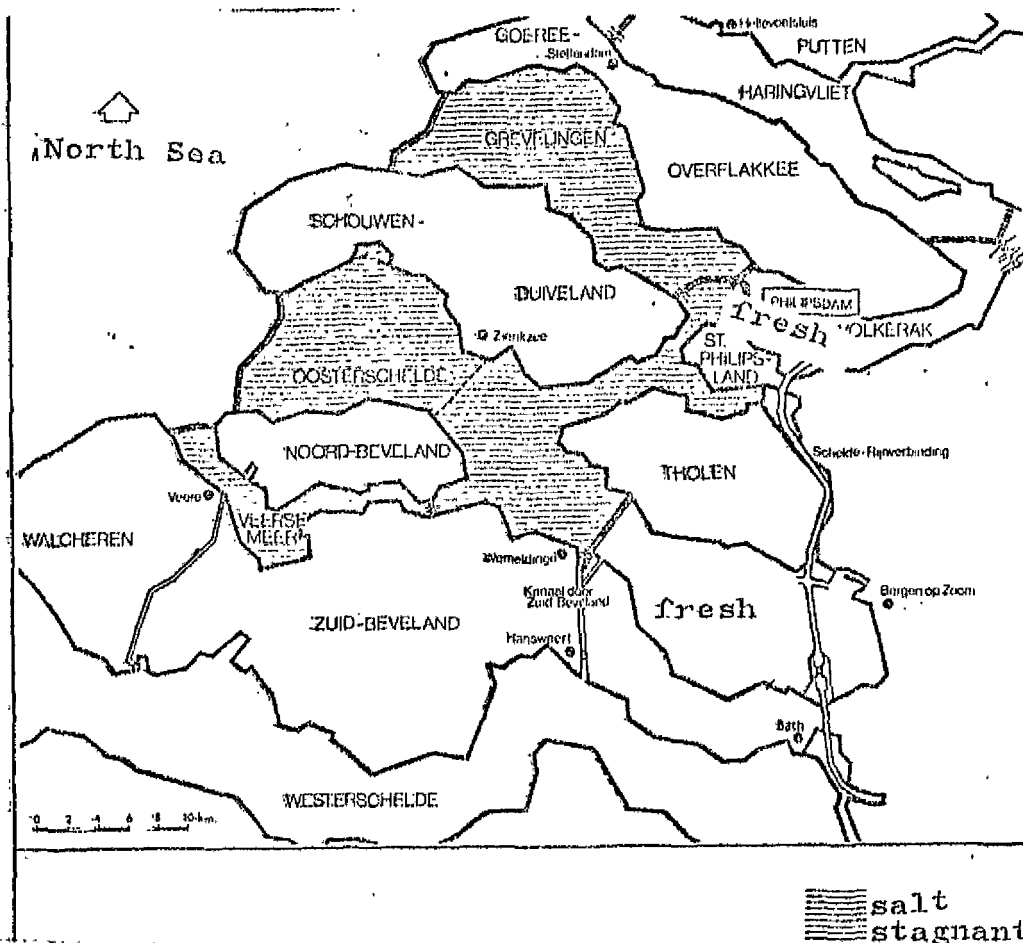 GOEREE-
Hellevoetsluis
PUTTEN
Stellendam
HARINGVLIET
North Sea
GREVELINGEN
OVERFLAKKEE
SCHOUWEN-
DUIVELAND
PHILIPSDAM
fresh
VOLKERAK
Zierikzee
ST.
PHILIPS-
LAND
OOSTERSCHELDE
NOORD-BEVELAND
THOLEN
Schelde-Rijnverbinding
Veere
VEERSE
MEER
WALCHEREN
Wemeldinge
Kanaal door
Zuid Beveland
Bergen op Zoom
fresh
ZUID-BEVELAND
Hansweert
Bath
WESTERSCHELDE
0 2 4 6 8 10 km.
salt
stagnant